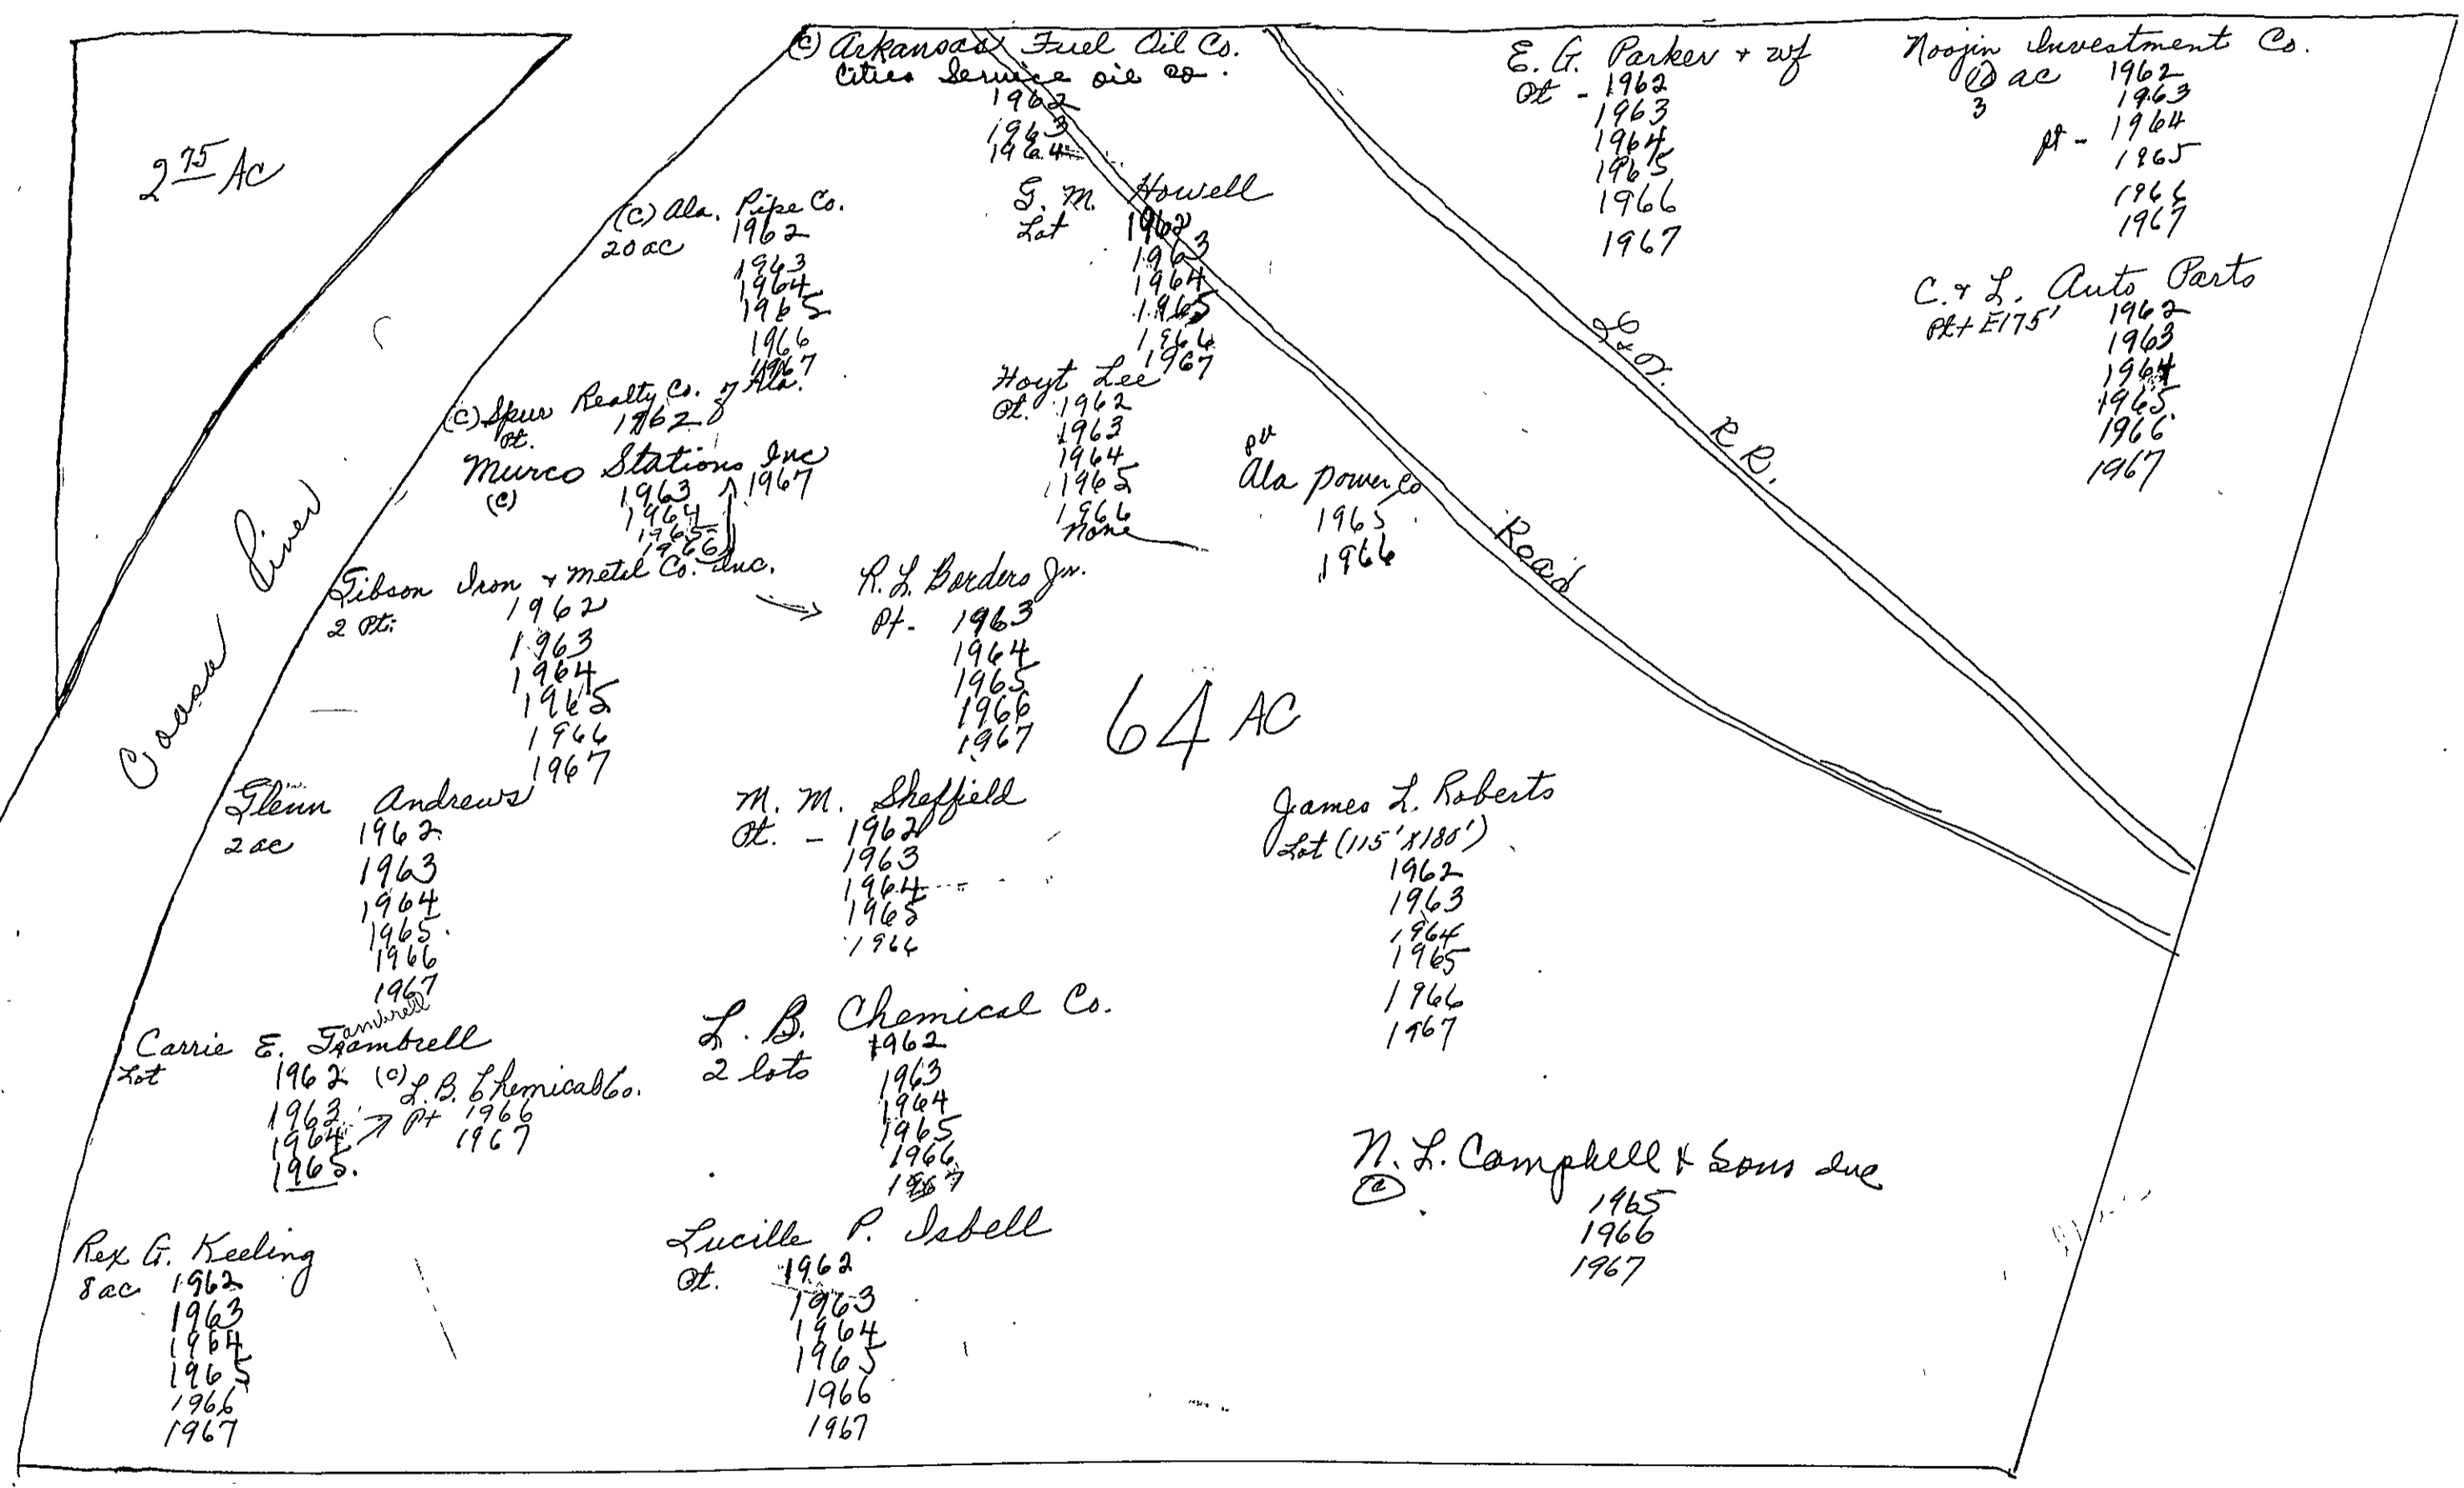 2 75 Ac
Coosa River
(C) Arkansas Fuel Oil Co.
Cities Service oil co.
1962
1963
1964
E. G. Parker + wf
Pt - 1962
1963
1964
1965
1966
1967
Noojin Investment Co.
ac 1962
3 1963
pt - 1964
1965
1966
1967
(C) Ala. Pipe Co.
20 ac 1962
1963
1964
1965
1966
1967
G. M. Howell
Lot 1962
1963
1964
1965
1966
1967
C. + L. Auto Parts
Pt + E175' 1962
1963
1964
1965
1966
1967
L + N. R.R.
Road
(C) Spur Realty Co. of Ala.
Pt. 1962
Murco Stations Inc
(C) 1963 1967
1964
1965
1966
Hoyt Lee
Pt. 1962
1963
1964
1965
1966
None
pt
Ala Power Co
1965
1966
Gibson Iron + Metal Co. Inc.
2 Pt. 1962
1963
1964
1965
1966
1967
R. L. Borders Jr.
Pt - 1963
1964
1965
1966
1967
64 AC
Glenn Andrews
2 ac 1962
1963
1964
1965
1966
1967
M. M. Sheffield
Pt. - 1962
1963
1964
1965
1966
James L. Roberts
Lot (115' X 180')
1962
1963
1964
1965
1966
1967
Carrie E.
Lot 1962
1963
1964
1965.
(C) L. B. Chemical Co.
Pt 1966
1967
L. B. Chemical Co.
2 lots 1962
1963
1964
1965
1966
1967
N. L. Campbell & Sons Inc
(C) 1965
1966
1967
Rex G. Keeling
8 ac 1962
1963
1964
1965
1966
1967
Lucille P. Isbell
Pt. 1962
1963
1964
1965
1966
1967